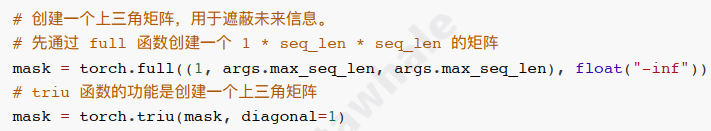 # 创建一个上三角矩阵，用于遮蔽未来信息。
# 先通过 full 函数创建一个 1 * seq_len * seq_len 的矩阵
mask = torch.full((1, args.max_seq_len, args.max_seq_len), float("-inf"))
# triu 函数的功能是创建一个上三角矩阵
mask = torch.triu(mask, diagonal=1)